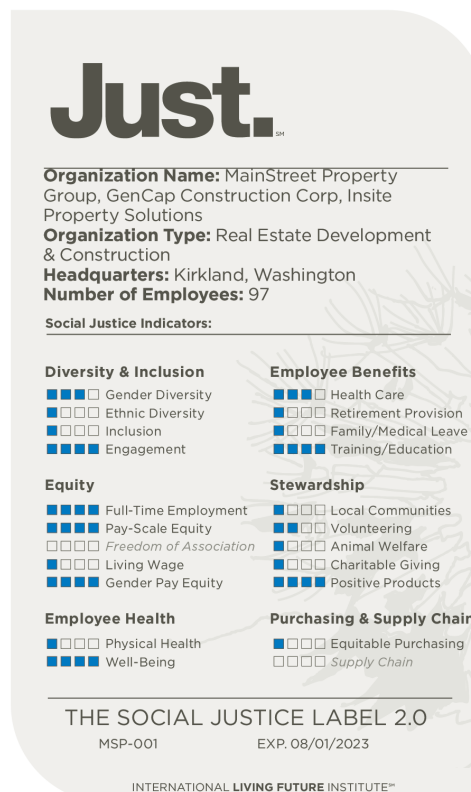 Just.
SM
Organization Name: MainStreet Property
Group, GenCap Construction Corp, Insite
Property Solutions
Organization Type: Real Estate Development
& Construction
Headquarters: Kirkland, Washington
Number of Employees: 97
Social Justice Indicators:
Diversity & Inclusion
Gender Diversity
Ethnic Diversity
Inclusion
Engagement
Equity
Full-Time Employment
Pay-Scale Equity
Freedom of Association
Living Wage
Gender Pay Equity
Employee Health
Physical Health
Well-Being
Employee Benefits
Health Care
Retirement Provision
Family/Medical Leave
Training/Education
Stewardship
Local Communities
Volunteering
Animal Welfare
Charitable Giving
Positive Products
Purchasing & Supply Chain
Equitable Purchasing
Supply Chain
THE SOCIAL JUSTICE LABEL 2.0
MSP-001 EXP. 08/01/2023
INTERNATIONAL LIVING FUTURE INSTITUTE℠